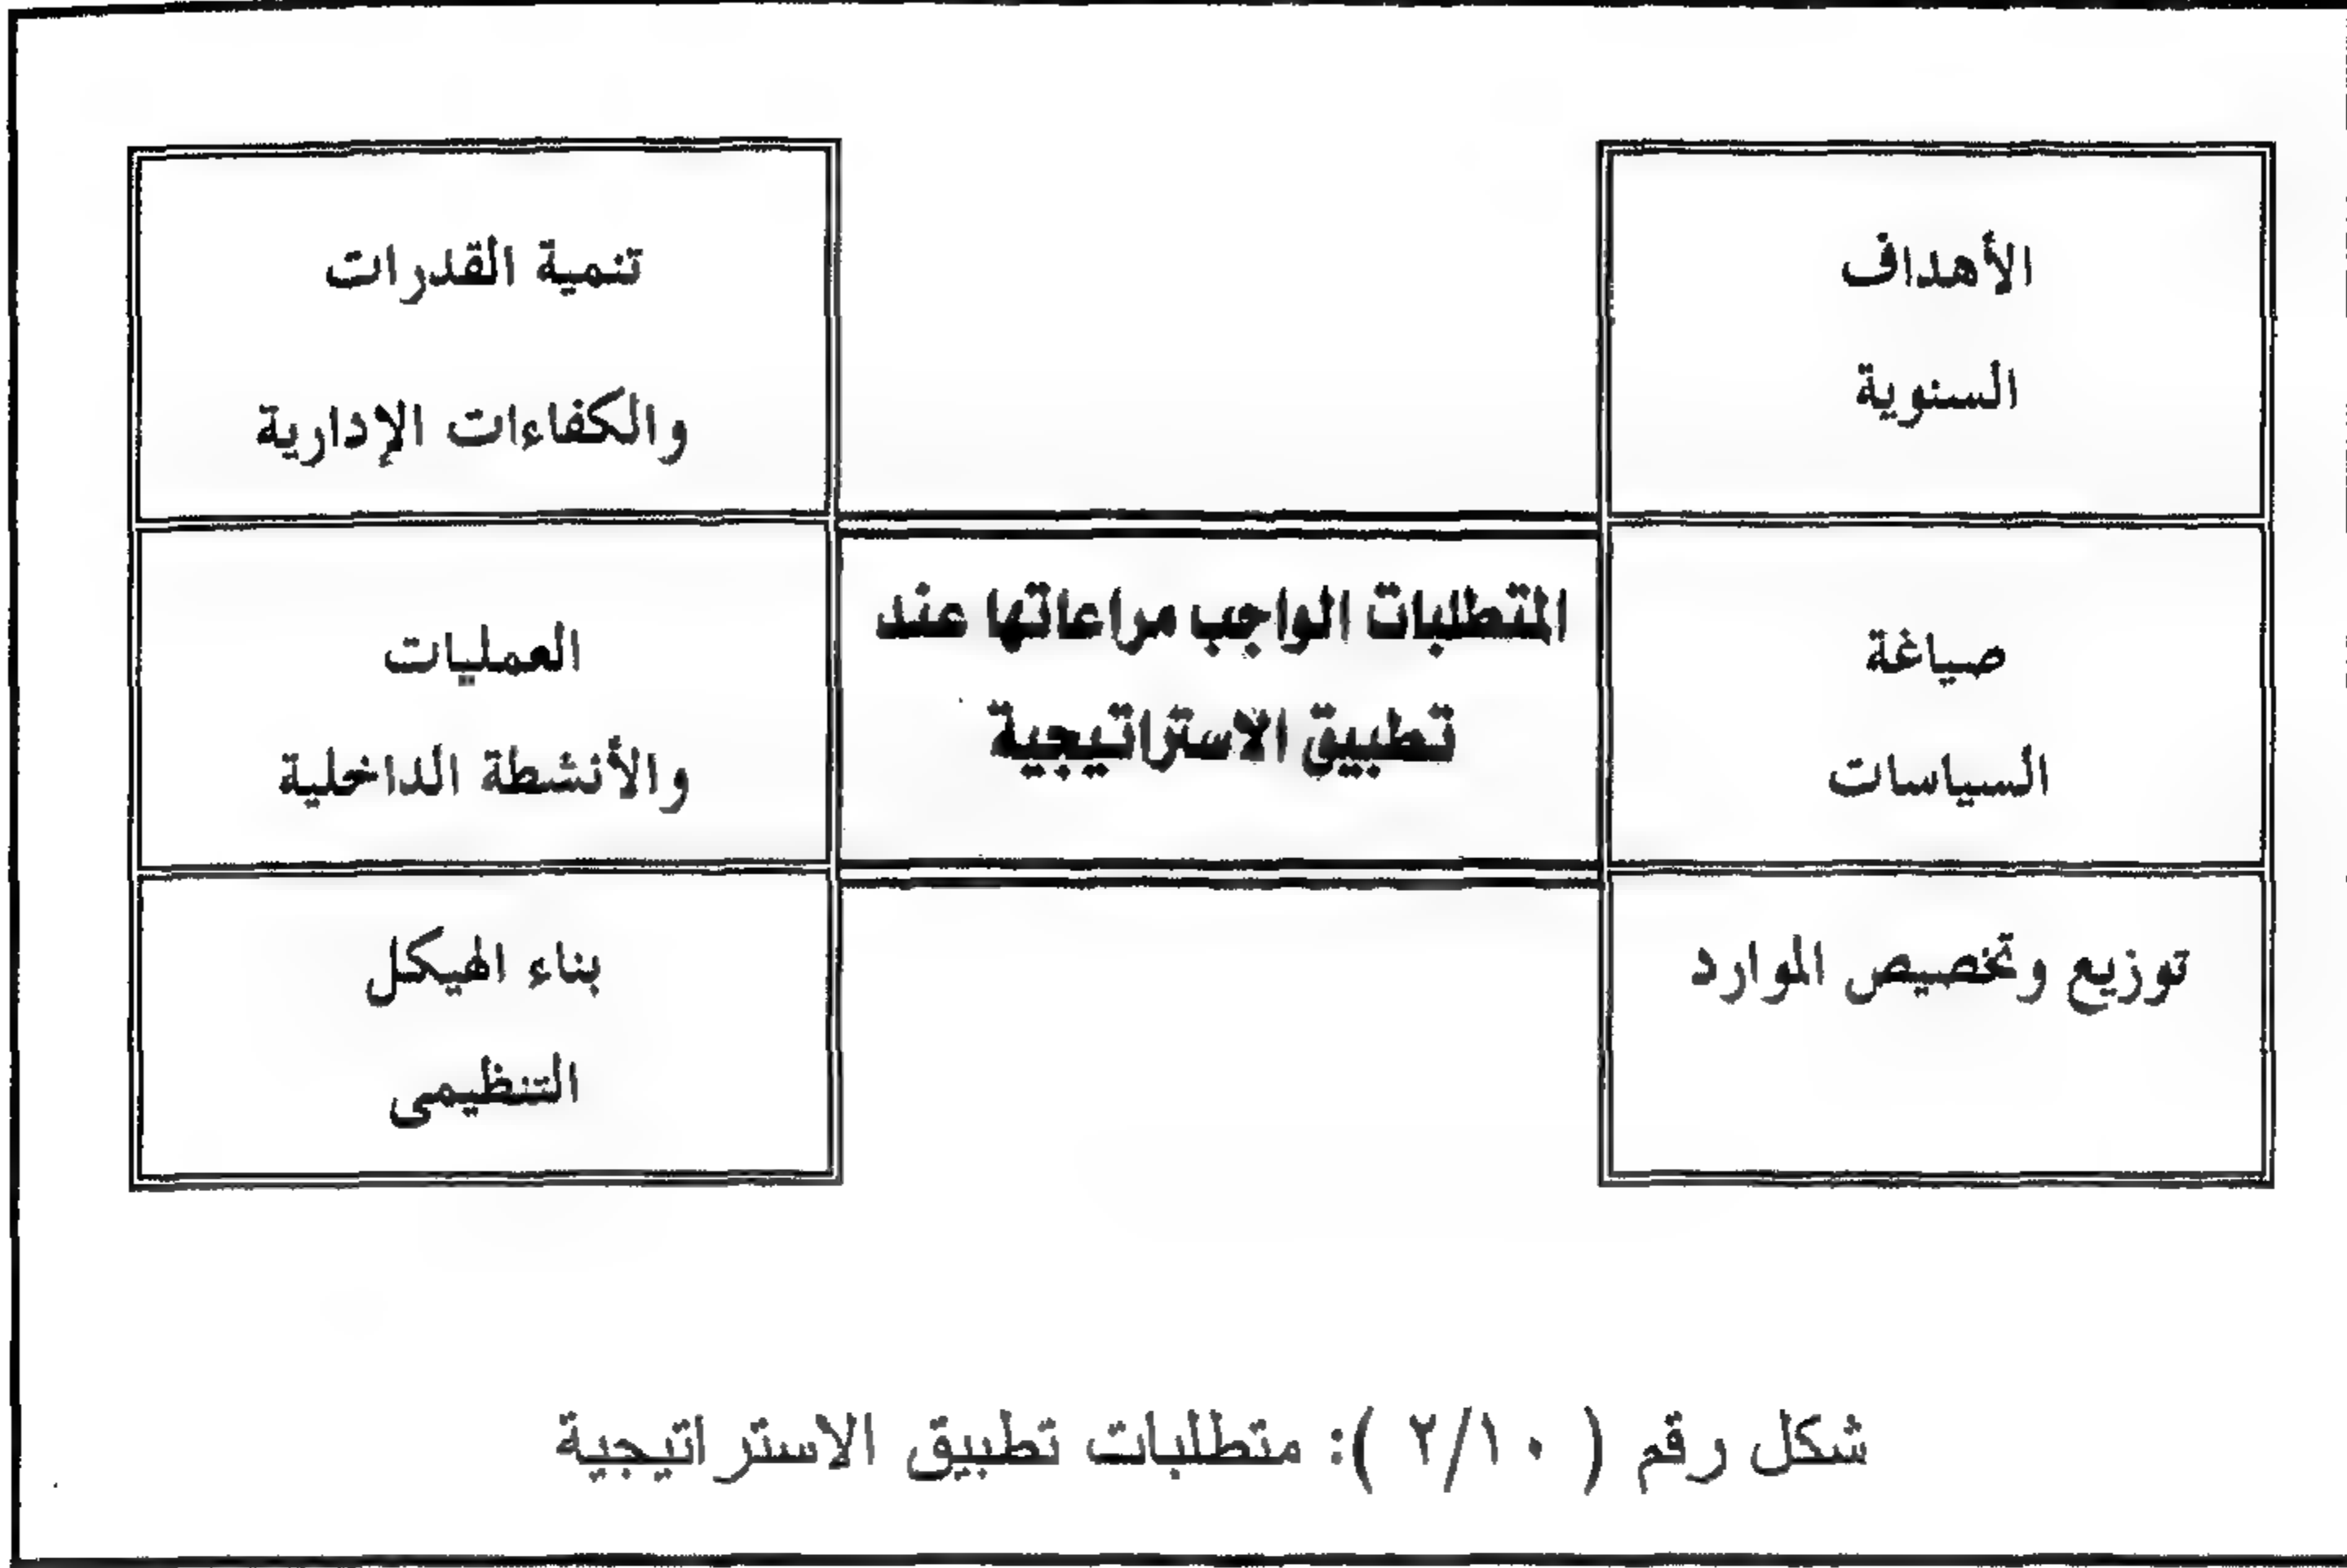 الأهداف
السنوية
تنمية القدرات
والكفاءات الإدارية
المتطلبات الواجب مراعاتها عند
تطبيق الاستراتيجية
صياغة
السياسات
العمليات
والأنشطة الداخلية
توزيع وتخصيص الموارد
بناء الهيكل
التنظيمى
شكل رقم ( ٢/١٠ ): متطلبات تطبيق الاستراتيجية